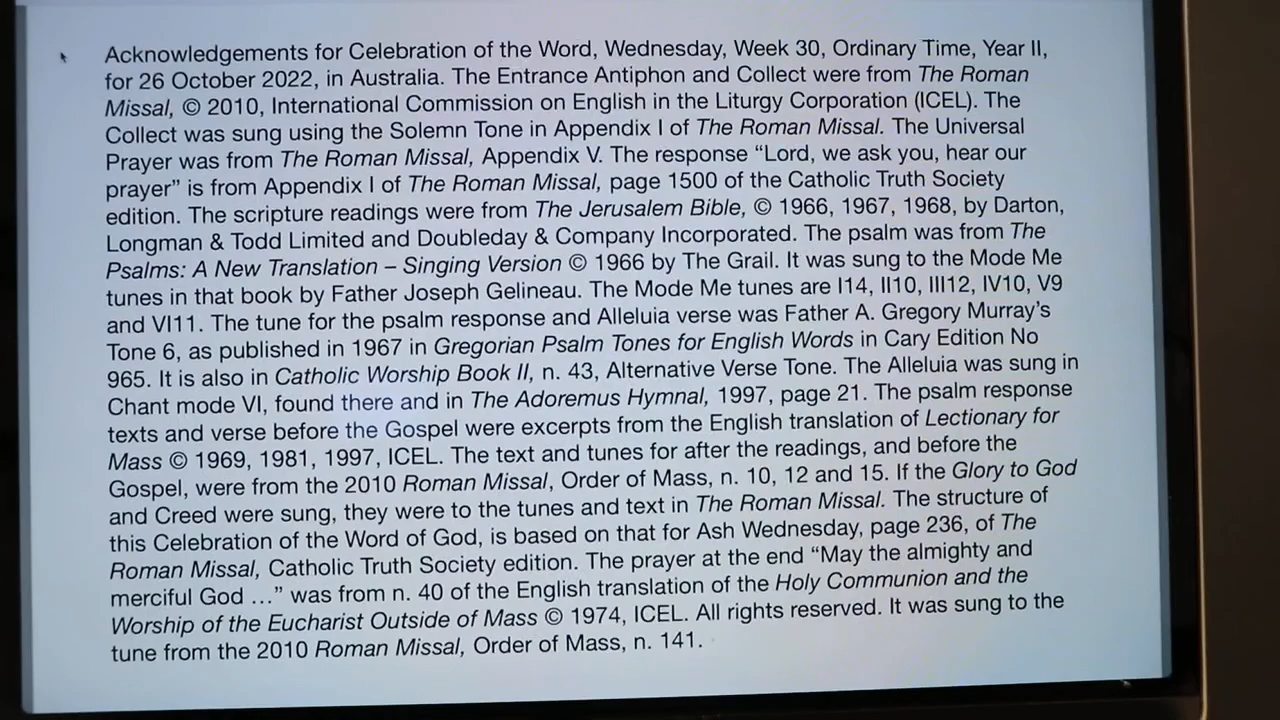 Acknowledgements for Celebration of the Word, Wednesday, Week 30, Ordinary Time, Year II,
for 26 October 2022, in Australia. The Entrance Antiphon and Collect were from The Roman
Missal, © 2010, International Commission on English in the Liturgy Corporation (ICEL). The
Collect was sung using the Solemn Tone in Appendix I of The Roman Missal. The Universal
Prayer was from The Roman Missal, Appendix V. The response “Lord, we ask you, hear our
prayer” is from Appendix I of The Roman Missal, page 1500 of the Catholic Truth Society
edition. The scripture readings were from The Jerusalem Bible, © 1966, 1967, 1968, by Darton,
Longman & Todd Limited and Doubleday & Company Incorporated. The psalm was from The
Psalms: A New Translation – Singing Version © 1966 by The Grail. It was sung to the Mode Me
tunes in that book by Father Joseph Gelineau. The Mode Me tunes are I14, II10, III12, IV10, V9
and VI11. The tune for the psalm response and Alleluia verse was Father A. Gregory Murray’s
Tone 6, as published in 1967 in Gregorian Psalm Tones for English Words in Cary Edition No
965. It is also in Catholic Worship Book II, n. 43, Alternative Verse Tone. The Alleluia was sung in
Chant mode VI, found there and in The Adoremus Hymnal, 1997, page 21. The psalm response
texts and verse before the Gospel were excerpts from the English translation of Lectionary for
Mass © 1969, 1981, 1997, ICEL. The text and tunes for after the readings, and before the
Gospel, were from the 2010 Roman Missal, Order of Mass, n. 10, 12 and 15. If the Glory to God
and Creed were sung, they were to the tunes and text in The Roman Missal. The structure of
this Celebration of the Word of God, is based on that for Ash Wednesday, page 236, of The
Roman Missal, Catholic Truth Society edition. The prayer at the end “May the almighty and
merciful God …” was from n. 40 of the English translation of the Holy Communion and the
Worship of the Eucharist Outside of Mass © 1974, ICEL. All rights reserved. It was sung to the
tune from the 2010 Roman Missal, Order of Mass, n. 141.